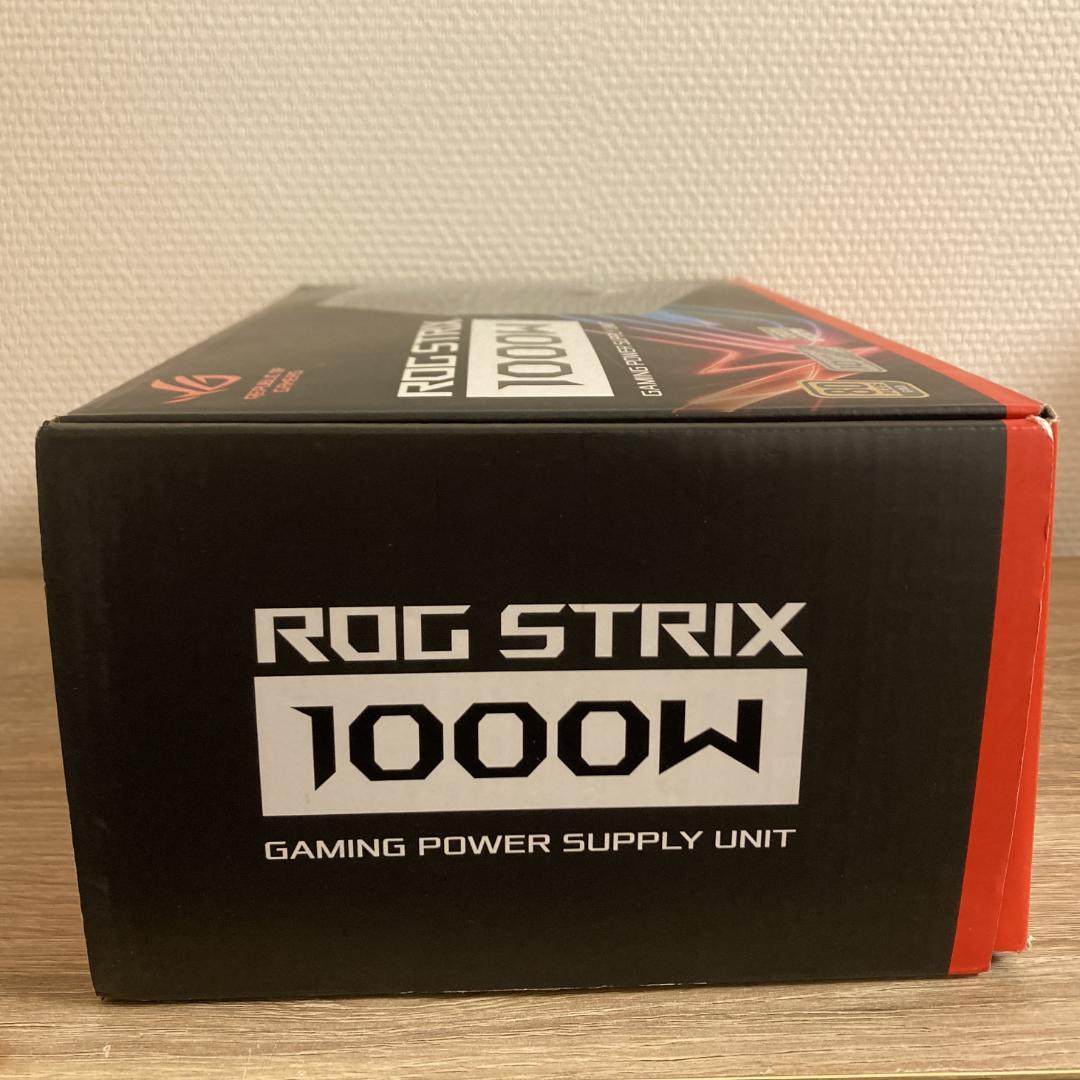 REPUBLIC OF
GAMERS
ROG STRIX
1000W
GAMING POWER SUPPLY UNIT
ROG STRIX
1000W
GAMING POWER SUPPLY UNIT